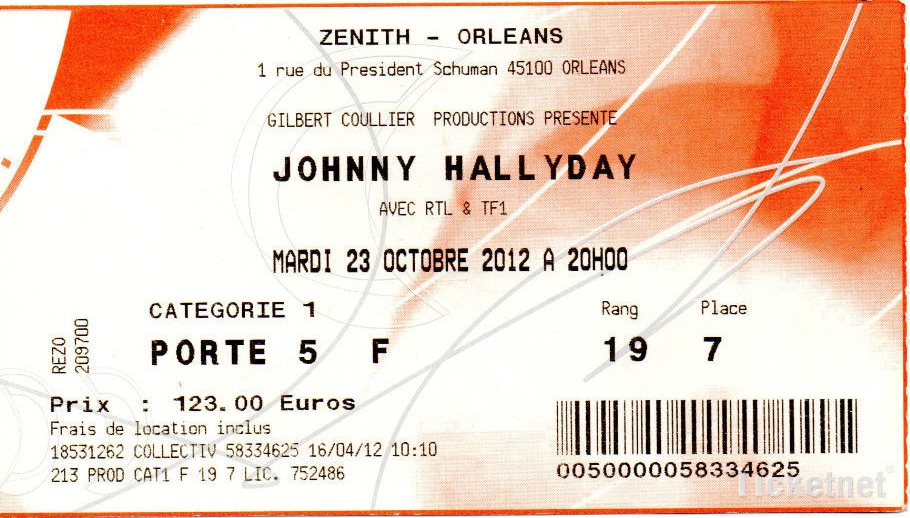 ZENITH - ORLEANS
1 rue du President Schuman 45100 ORLEANS
GILBERT COULLIER PRODUCTIONS PRESENTE
JOHNNY HALLYDAY
AVEC RTL & TF1
MARDI 23 OCTOBRE 2012 A 20H00
CATEGORIE 1
Rang Place
PORTE 5 F 19 7
REZO
209700
Prix : 123.00 Euros
Frais de location inclus
18531262 COLLECTIV 58334625 16/04/12 10:10
213 PROD CAT1 F 19 7 LIC. 752486
0050000058334625
Ticketnet